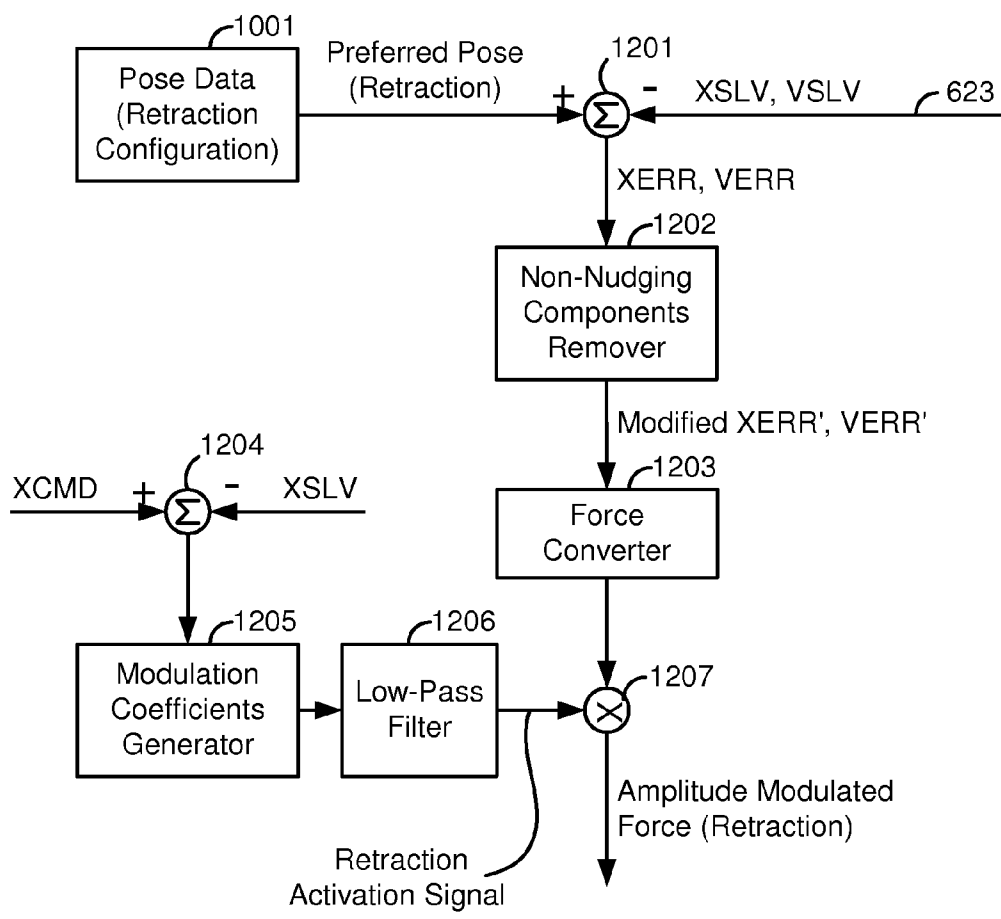 1001
Pose Data
(Retraction
Configuration)
Preferred Pose
(Retraction)
1201
+
-
Σ
XSLV, VSLV
623
XERR, VERR
1202
Non-Nudging
Components
Remover
Modified XERR', VERR'
1203
Force
Converter
1204
XCMD
+
-
Σ
XSLV
1205
Modulation
Coefficients
Generator
1206
Low-Pass
Filter
1207
X
Retraction
Activation Signal
Amplitude Modulated
Force (Retraction)